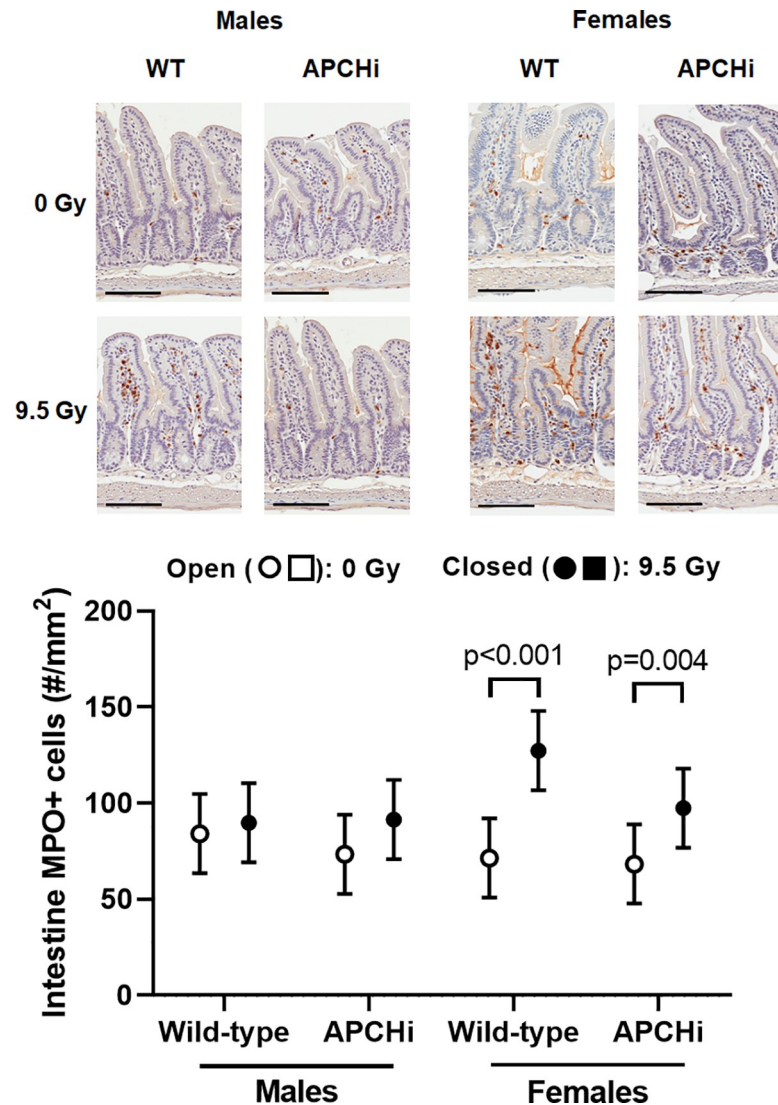 Males Females
WT APCHi WT APCHi
0 Gy
9.5 Gy
Open ( ): 0 Gy Closed ( ): 9.5 Gy
Intestine MPO+ cells (#/mm²)
200
150
100
50
0
p<0.001
p=0.004
Wild-type APCHi Wild-type APCHi
Males Females